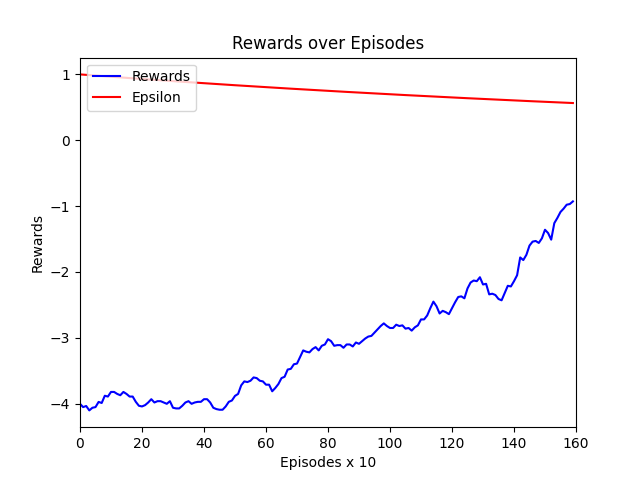 Rewards over Episodes
Rewards
Epsilon
1
0
−1
−2
−3
−4
Rewards
0 20 40 60 80 100 120 140 160
Episodes x 10